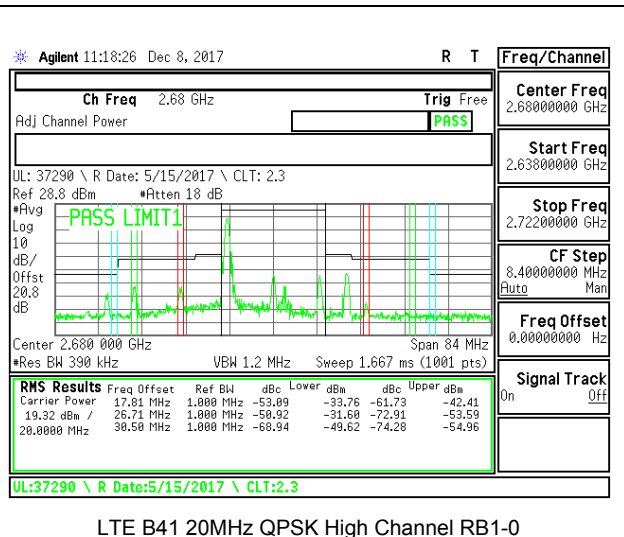 Agilent 11:18:26 Dec 8, 2017 R T
Ch Freq 2.68 GHz Trig Free
Adj Channel Power PASS
UL: 37290 \ R Date: 5/15/2017 \ CLT: 2.3
Ref 28.8 dBm #Atten 18 dB
#Avg
Log
10
dB/
Offst
20.8
dB
PASS LIMIT1
Center 2.680 000 GHz Span 84 MHz
#Res BW 390 kHz VBW 1.2 MHz Sweep 1.667 ms (1001 pts)
RMS Results Freq Offset Ref BW dBc Lower dBm dBc Upper dBm
Carrier Power 17.81 MHz 1.000 MHz -53.09 -33.76 -61.73 -42.41
19.32 dBm / 26.71 MHz 1.000 MHz -50.92 -31.60 -72.91 -53.59
20.0000 MHz 30.50 MHz 1.000 MHz -68.94 -49.62 -74.28 -54.96
UL:37290 \ R Date:5/15/2017 \ CLT:2.3
Freq/Channel
Center Freq
2.68000000 GHz
Start Freq
2.63800000 GHz
Stop Freq
2.72200000 GHz
CF Step
8.40000000 MHz
Auto Man
Freq Offset
0.00000000 Hz
Signal Track
On Off
LTE B41 20MHz QPSK High Channel RB1-0